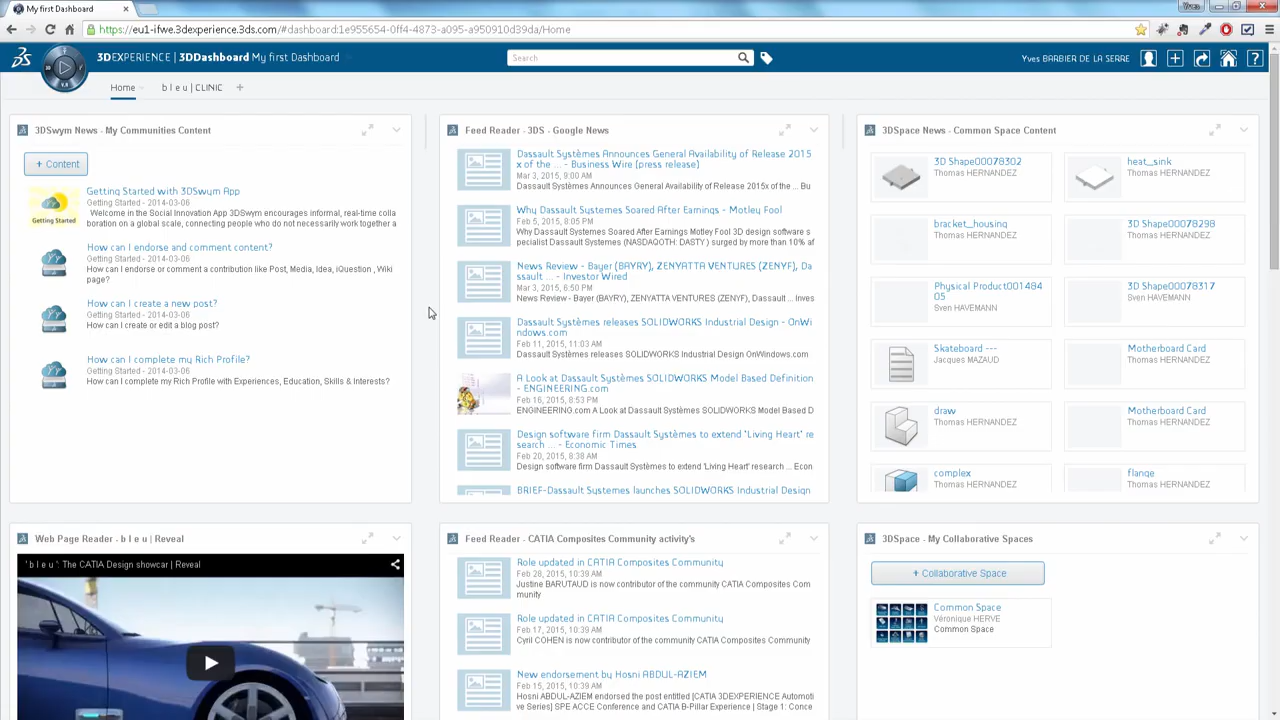 My first Dashboard
Yves
https://eu1-ifwe.3dexperience.3ds.com/#dashboard:1e955654-0ff4-4873-a095-a950910d39da/Home
3DEXPERIENCE | 3DDashboard My first Dashboard
Search
Yves BARBIER DE LA SERRE
Home
b l e u | CLINIC
3DSwym News - My Communities Content
+ Content
Getting Started with 3DSwym App
Getting Started - 2014-03-06
Welcome in the Social Innovation App 3DSwym encourages informal, real-time colla
boration on a global scale, connecting people who do not necessarily work together a
Getting Started
How can I endorse and comment content?
Getting Started - 2014-03-06
How can I endorse or comment a contribution like Post, Media, Idea, iQuestion , Wiki
page?
How can I create a new post?
Getting Started - 2014-03-06
How can I create or edit a blog post?
How can I complete my Rich Profile?
Getting Started - 2014-03-06
How can I complete my Rich Profile with Experiences, Education, Skills & Interests?
Feed Reader - 3DS - Google News
Dassault Systèmes Announces General Availability of Release 2015
x of the ... - Business Wire (press release)
Mar 3, 2015, 9:00 AM
Dassault Systèmes Announces General Availability of Release 2015x of the ... Bu
Why Dassault Systemes Soared After Earnings - Motley Fool
Feb 5, 2015, 8:05 PM
Why Dassault Systemes Soared After Earnings Motley Fool 3D design software s
pecialist Dassault Systemes (NASDAQOTH: DASTY ) surged by more than 10% af
News Review - Bayer (BAYRY), ZENYATTA VENTURES (ZENYF), Da
ssault ... - Investor Wired
Mar 3, 2015, 6:50 PM
News Review - Bayer (BAYRY), ZENYATTA VENTURES (ZENYF), Dassault ... Inves
Dassault Systèmes releases SOLIDWORKS Industrial Design - OnWi
ndows.com
Feb 11, 2015, 11:03 AM
Dassault Systèmes releases SOLIDWORKS Industrial Design OnWindows.com
A Look at Dassault Systèmes SOLIDWORKS Model Based Definition
- ENGINEERING.com
Feb 16, 2015, 8:53 PM
ENGINEERING.com A Look at Dassault Systèmes SOLIDWORKS Model Based D
Design software firm Dassault Systèmes to extend 'Living Heart' re
search ... - Economic Times
Feb 20, 2015, 8:38 AM
Design software firm Dassault Systèmes to extend 'Living Heart' research ... Econ
BRIEF-Dassault Systemes launches SOLIDWORKS Industrial Design
3DSpace News - Common Space Content
3D Shape00078302
Thomas HERNANDEZ
heat_sink
Thomas HERNANDEZ
bracket_housing
Thomas HERNANDEZ
3D Shape00078298
Thomas HERNANDEZ
Physical Product001484
05
Sven HAVEMANN
3D Shape00078317
Sven HAVEMANN
Skateboard ---
Jacques MAZAUD
Motherboard Card
Thomas HERNANDEZ
draw
Thomas HERNANDEZ
Motherboard Card
Thomas HERNANDEZ
complex
Thomas HERNANDEZ
flange
Thomas HERNANDEZ
Web Page Reader - b l e u | Reveal
' b l e u ': The CATIA Design showcar | Reveal
Feed Reader - CATIA Composites Community activity's
Role updated in CATIA Composites Community
Feb 28, 2015, 10:39 AM
Justine BARUTAUD is now contributor of the community CATIA Composites Com
munity
Role updated in CATIA Composites Community
Feb 17, 2015, 10:39 AM
Cyril COHEN is now contributor of the community CATIA Composites Community
New endorsement by Hosni ABDUL-AZIEM
Feb 15, 2015, 10:39 AM
Hosni ABDUL-AZIEM endorsed the post entitled [CATIA 3DEXPERIENCE Automoti
ve Series] SPE ACCE Conference and CATIA B-Pillar Experience | Stage 1: Conce
3DSpace - My Collaborative Spaces
+ Collaborative Space
Common Space
Véronique HERVE
Common Space